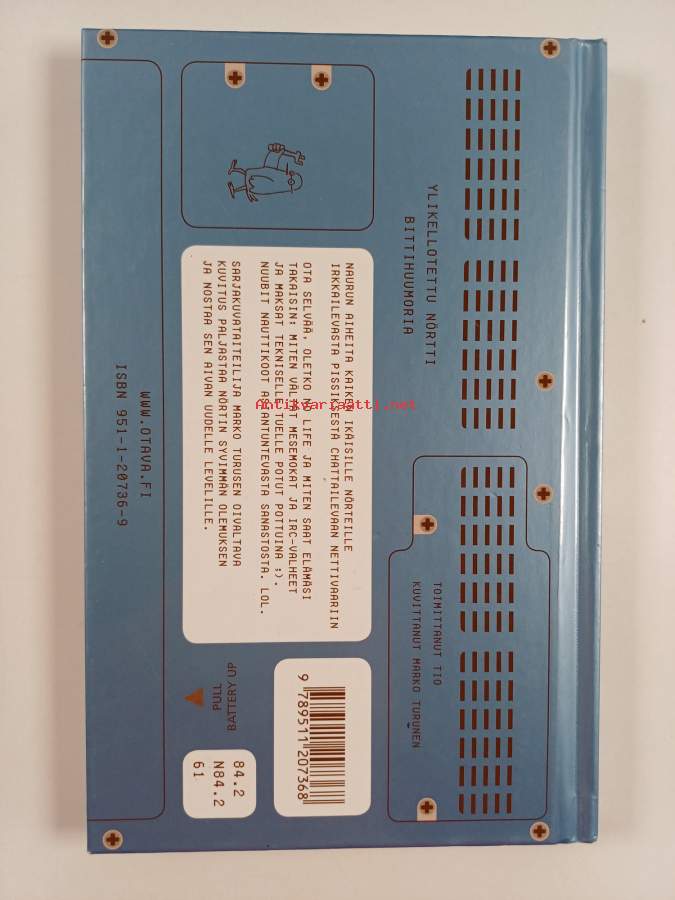 YLIKELLOTETTU NÖRTTI
BITTIHUUMORIA
TOIMITTANUT TIO
KUVITTANUT MARKO TURUNEN
NAURUN AIHEITA KAIKEN IKÄISILLE NÖRTEILLE
IRKKAILEVASTA PISSIKSESTÄ CHATTAILEVAAN NETTIVAARIIN
OTA SELVÄÄ, OLETKO NO LIFE JA MITEN SAAT ELÄMÄSI
TAKAISIN: MITEN VÄLTÄT MESEMOKAT JA IRC-VALHEET
JA MAKSAT TEKNISELLE TUELLE POTUT POTTUINA ;).
NUUBIT NAUTTIKOOT ASIANTUNTEVASTA SANASTOSTA. LOL.
SARJAKUVATAITEILIJA MARKO TURUSEN OIVALTAVA
KUVITUS PALJASTAA NÖRTIN SYVIMMÄN OLEMUKSEN
JA NOSTAA SEN AIVAN UUDELLE LEVELILLE.
BATTERY UP
PULL
9 789511 207368
84.2
N84.2
61
WWW.OTAVA.FI
ISBN 951-1-20736-9
Antikvariaatti.net